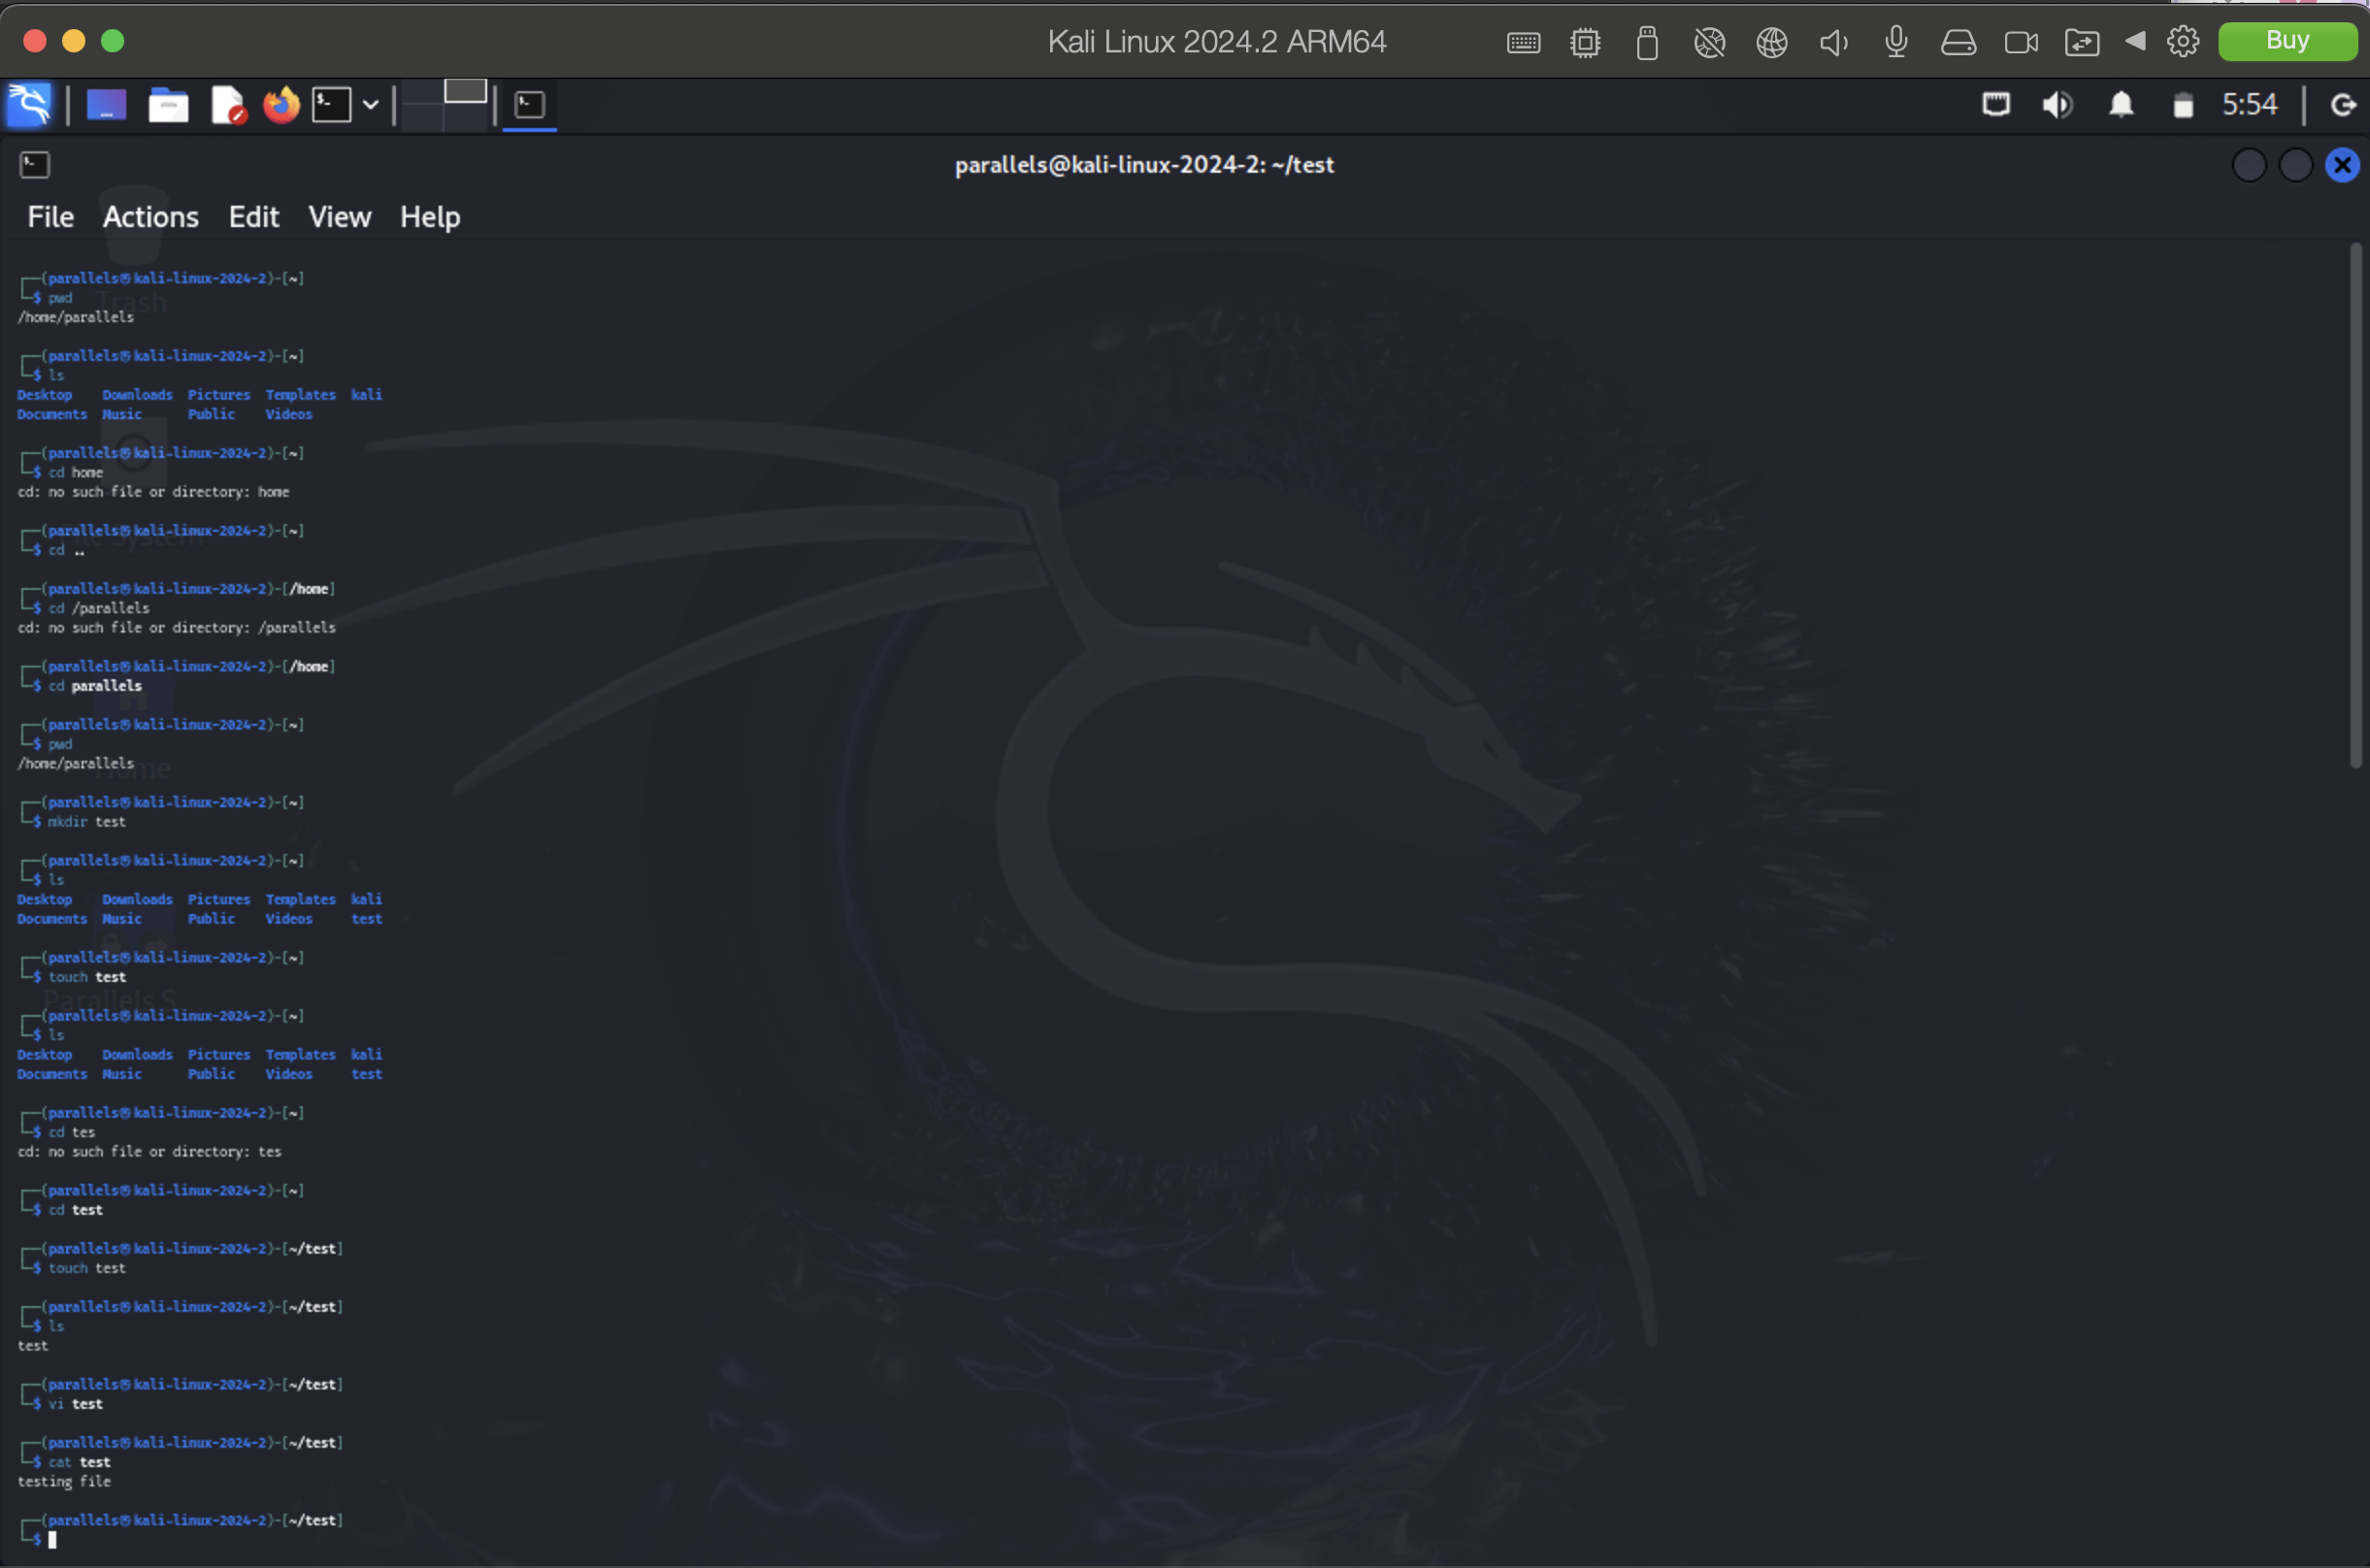 Kali Linux 2024.2 ARM64
Buy
5:54
parallels@kali-linux-2024-2: ~/test
File Actions Edit View Help
┌──(parallels㉿kali-linux-2024-2)-[~]
└─$ pwd
/home/parallels
┌──(parallels㉿kali-linux-2024-2)-[~]
└─$ ls
Desktop Downloads Pictures Templates kali
Documents Music Public Videos
┌──(parallels㉿kali-linux-2024-2)-[~]
└─$ cd home
cd: no such file or directory: home
┌──(parallels㉿kali-linux-2024-2)-[~]
└─$ cd ..
┌──(parallels㉿kali-linux-2024-2)-[/home]
└─$ cd /parallels
cd: no such file or directory: /parallels
┌──(parallels㉿kali-linux-2024-2)-[/home]
└─$ cd parallels
┌──(parallels㉿kali-linux-2024-2)-[~]
└─$ pwd
/home/parallels
┌──(parallels㉿kali-linux-2024-2)-[~]
└─$ mkdir test
┌──(parallels㉿kali-linux-2024-2)-[~]
└─$ ls
Desktop Downloads Pictures Templates kali
Documents Music Public Videos test
┌──(parallels㉿kali-linux-2024-2)-[~]
└─$ touch test
┌──(parallels㉿kali-linux-2024-2)-[~]
└─$ ls
Desktop Downloads Pictures Templates kali
Documents Music Public Videos test
┌──(parallels㉿kali-linux-2024-2)-[~]
└─$ cd tes
cd: no such file or directory: tes
┌──(parallels㉿kali-linux-2024-2)-[~]
└─$ cd test
┌──(parallels㉿kali-linux-2024-2)-[~/test]
└─$ touch test
┌──(parallels㉿kali-linux-2024-2)-[~/test]
└─$ ls
test
┌──(parallels㉿kali-linux-2024-2)-[~/test]
└─$ vi test
┌──(parallels㉿kali-linux-2024-2)-[~/test]
└─$ cat test
testing file
┌──(parallels㉿kali-linux-2024-2)-[~/test]
└─$
Trash
File System
Home
Parallels S...